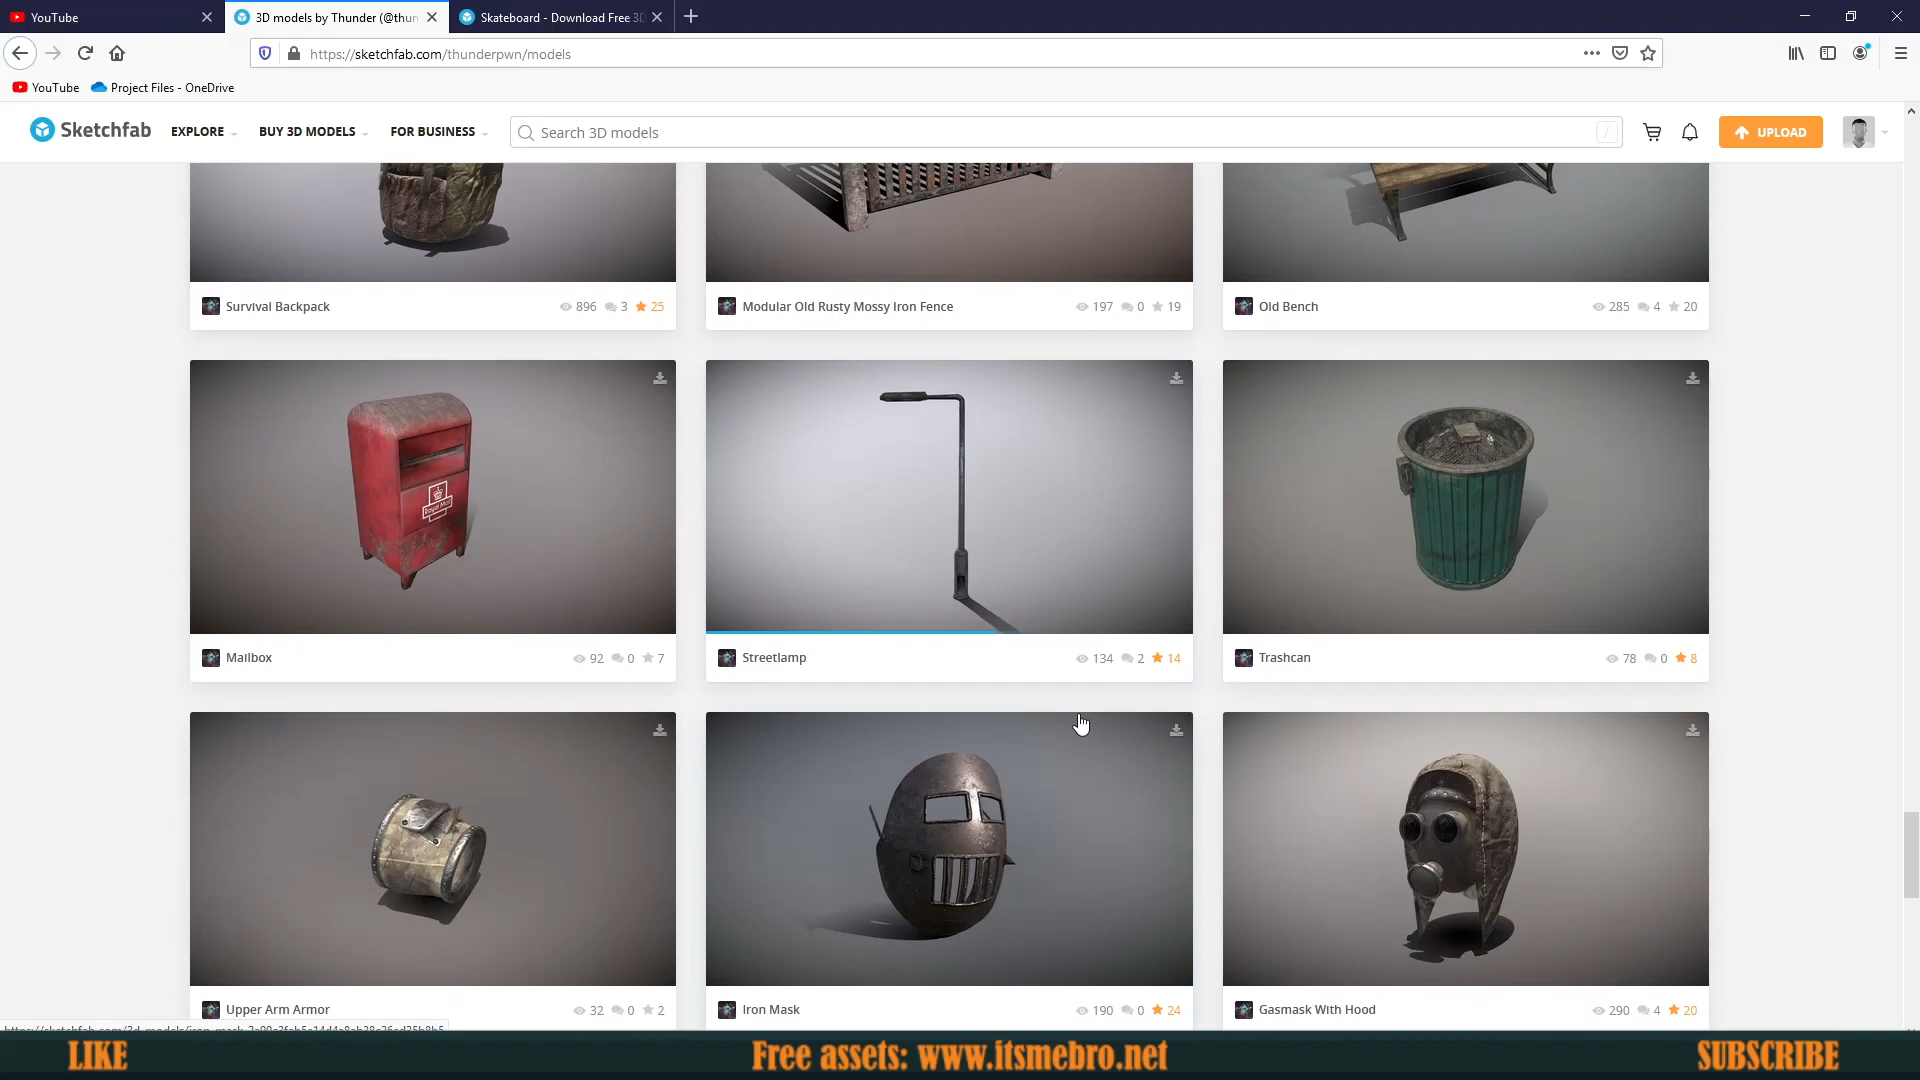 YouTube
3D models by Thunder (@thun
Skateboard - Download Free 3D
https://sketchfab.com/thunderpwn/models
YouTube
Project Files - OneDrive
Sketchfab
EXPLORE
BUY 3D MODELS
FOR BUSINESS
Search 3D models
/
UPLOAD
Survival Backpack
896 3 25
Modular Old Rusty Mossy Iron Fence
197 0 19
Old Bench
285 4 20
Royal Mail
Mailbox
92 0 7
Streetlamp
134 2 14
Trashcan
78 0 8
Upper Arm Armor
32 0 2
Iron Mask
190 0 24
Gasmask With Hood
290 4 20
LIKE
Free assets: www.itsmebro.net
SUBSCRIBE